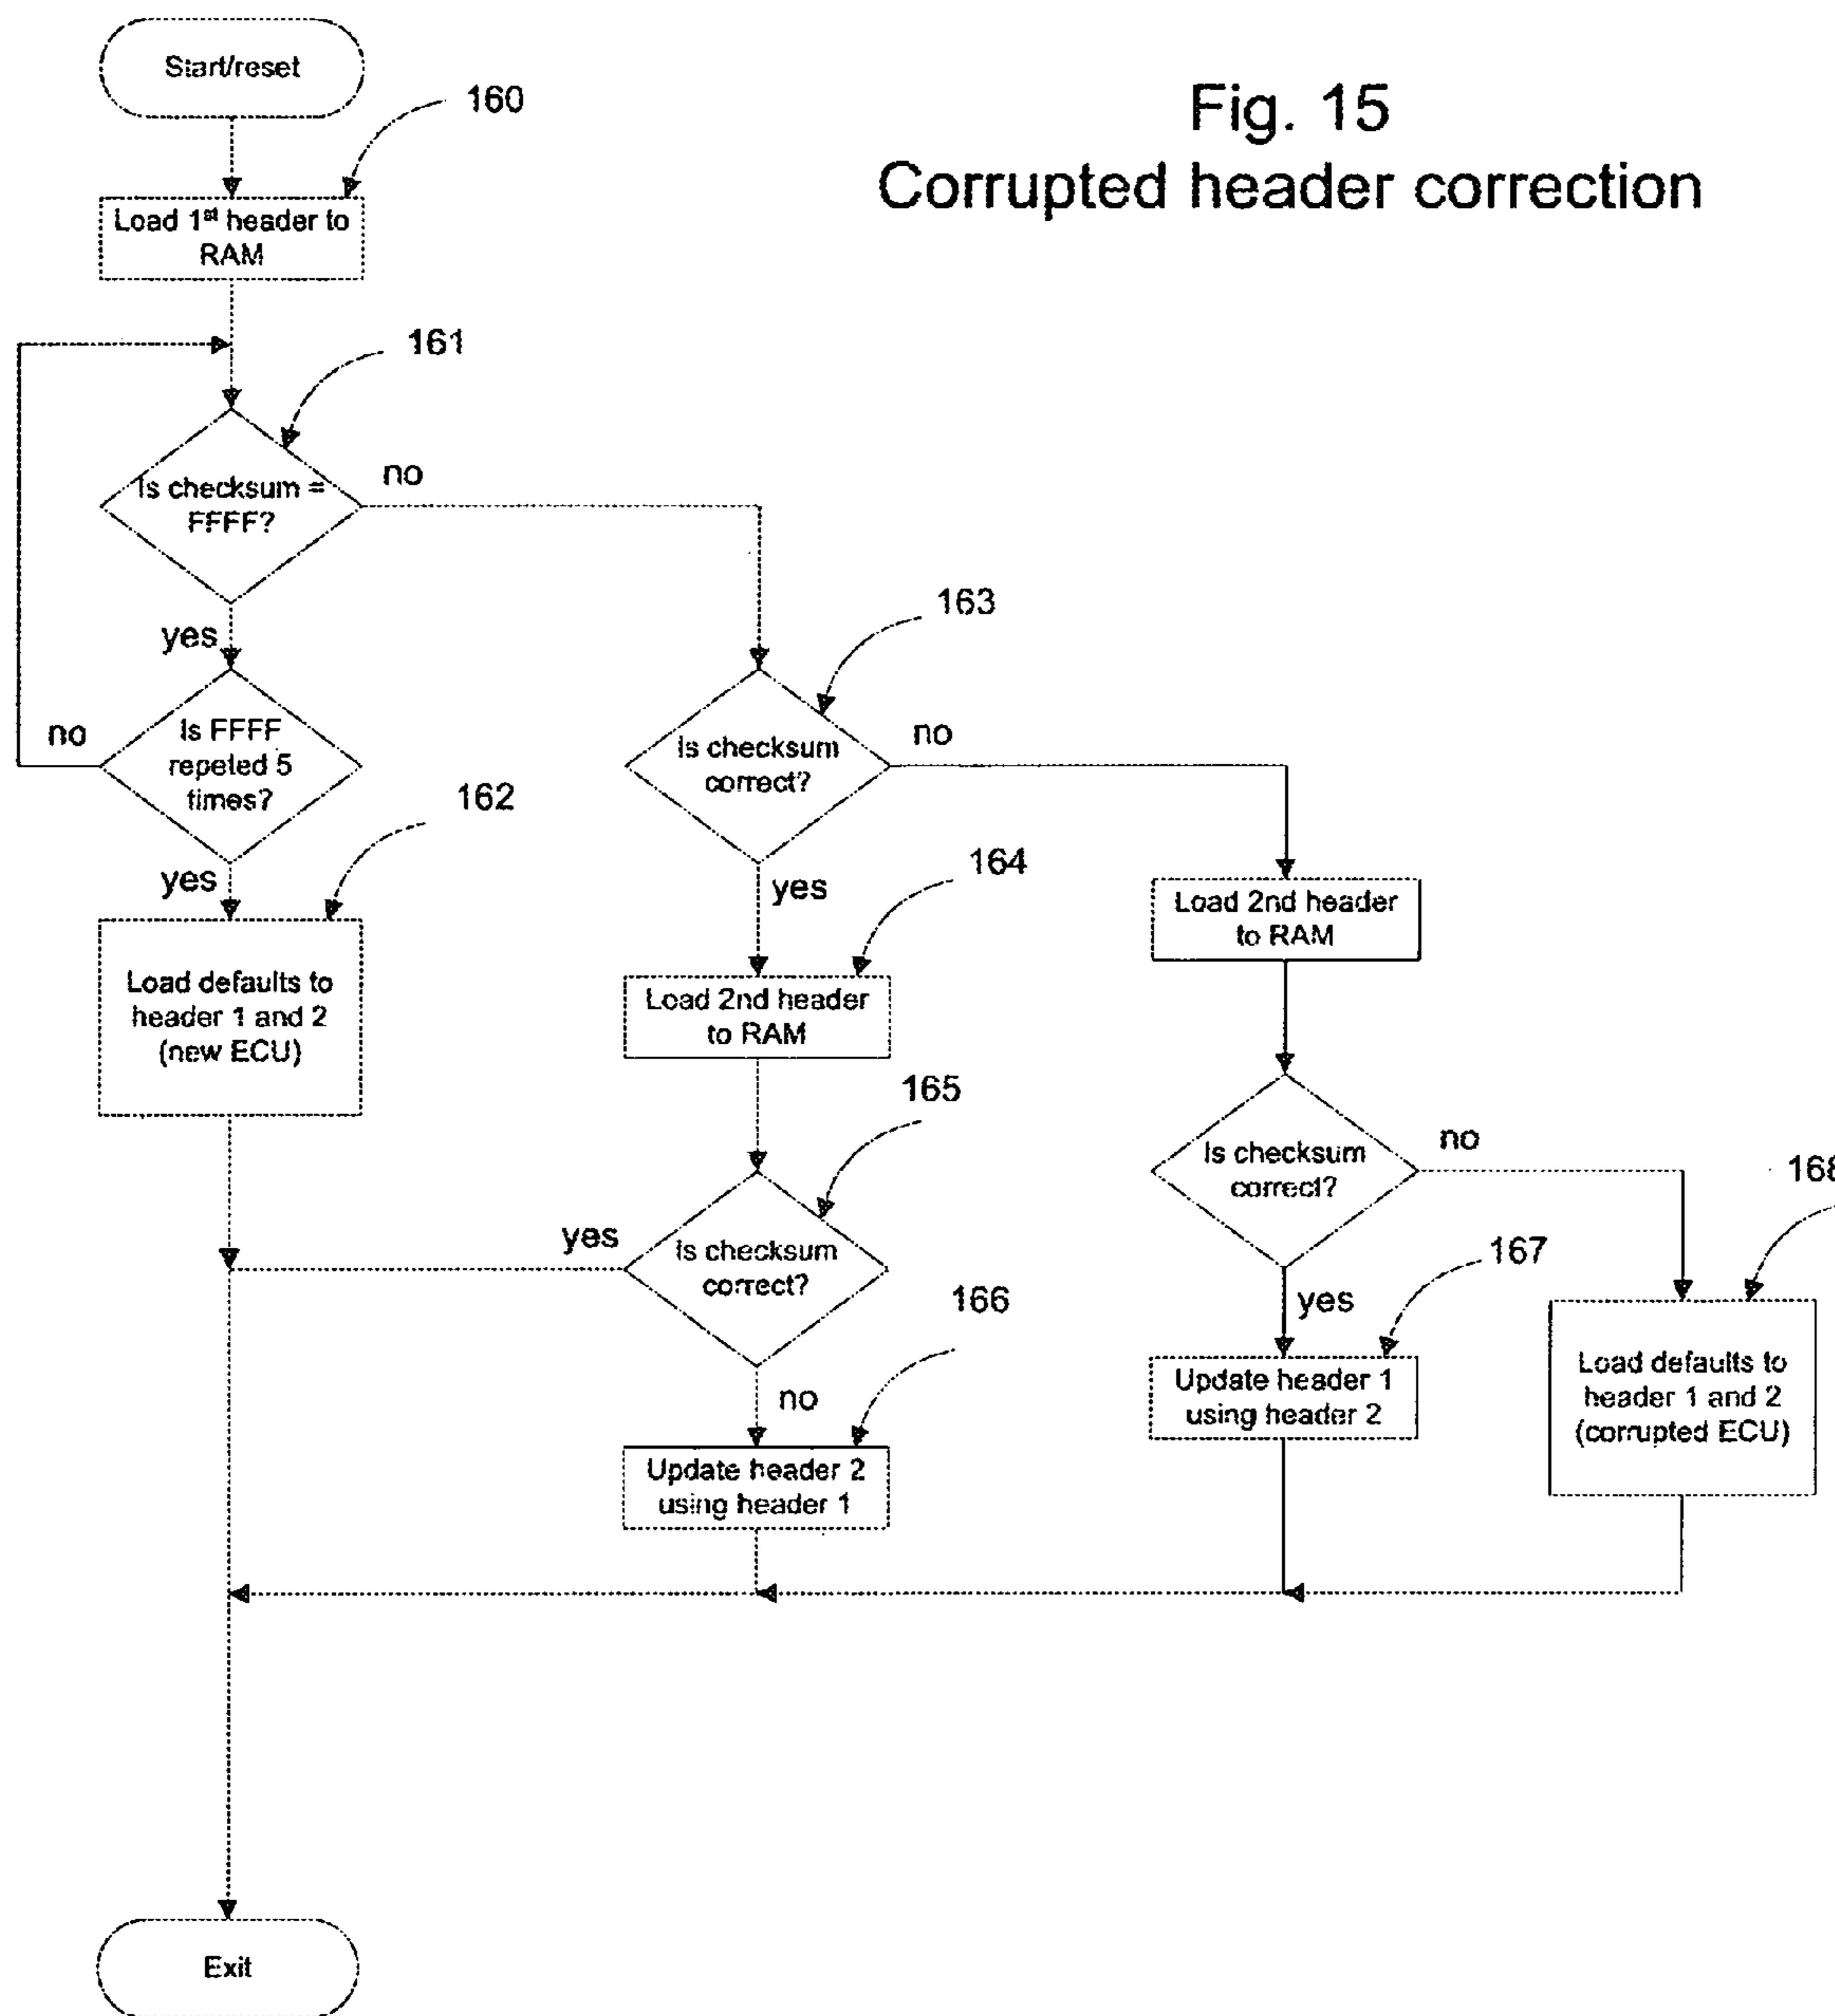 Fig. 15
Corrupted header correction
Start/reset
160
Load 1st header to
RAM
161
Is checksum =
FFFF?
no
yes
Is FFFF
repeted 5
times?
no
yes
162
Load defaults to
header 1 and 2
(new ECU)
163
Is checksum
correct?
no
yes
164
Load 2nd header
to RAM
165
Is checksum
correct?
yes
no
166
Update header 2
using header 1
Load 2nd header
to RAM
Is checksum
correct?
no
yes
167
Update header 1
using header 2
168
Load defaults to
header 1 and 2
(corrupted ECU)
Exit